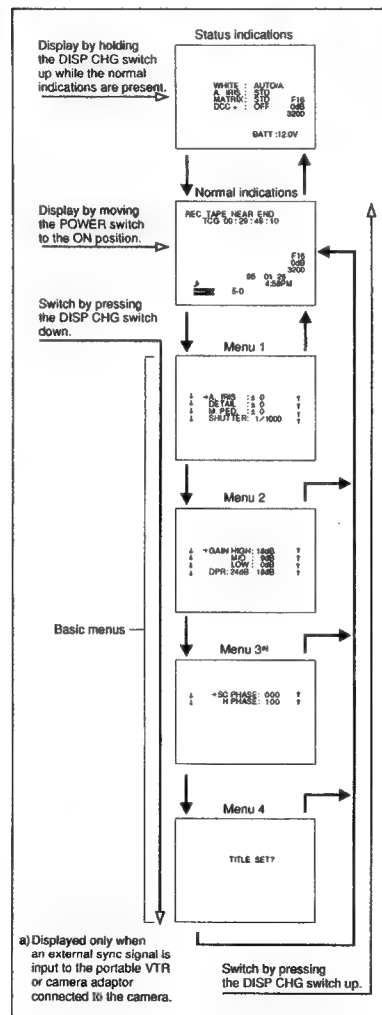 Status indications
Display by holding
the DISP CHG switch
up while the normal
indications are present.
WHITE : AUTO/A
A. IRIS : STD
MATRIX : STD F16
DCC + : OFF 0dB
3200
BATT :12.0V
Normal indications
Display by moving
the POWER switch
to the ON position.
REC TAPE NEAR END
TCG 00:29:48:10
F16
0dB
3200
95 01 25
4:58PM
5-0
Switch by pressing
the DISP CHG switch
down.
Menu 1
↓ →A. IRIS : ± 0 ↑
↓ DETAIL : ± 0 ↑
↓ M. PED. : ± 0 ↑
↓ SHUTTER: 1/1000 ↑
Menu 2
↓ →GAIN HIGH: 18dB ↑
↓ MID : 9dB ↑
↓ LOW : 0dB ↑
↓ DPR: 24dB 18dB ↑
Basic menus
Menu 3a)
↓ →SC PHASE: 000 ↑
↓ H PHASE: 100 ↑
Menu 4
TITLE SET?
a) Displayed only when
an external sync signal is
input to the portable VTR
or camera adaptor
connected to the camera.
Switch by pressing
the DISP CHG switch up.